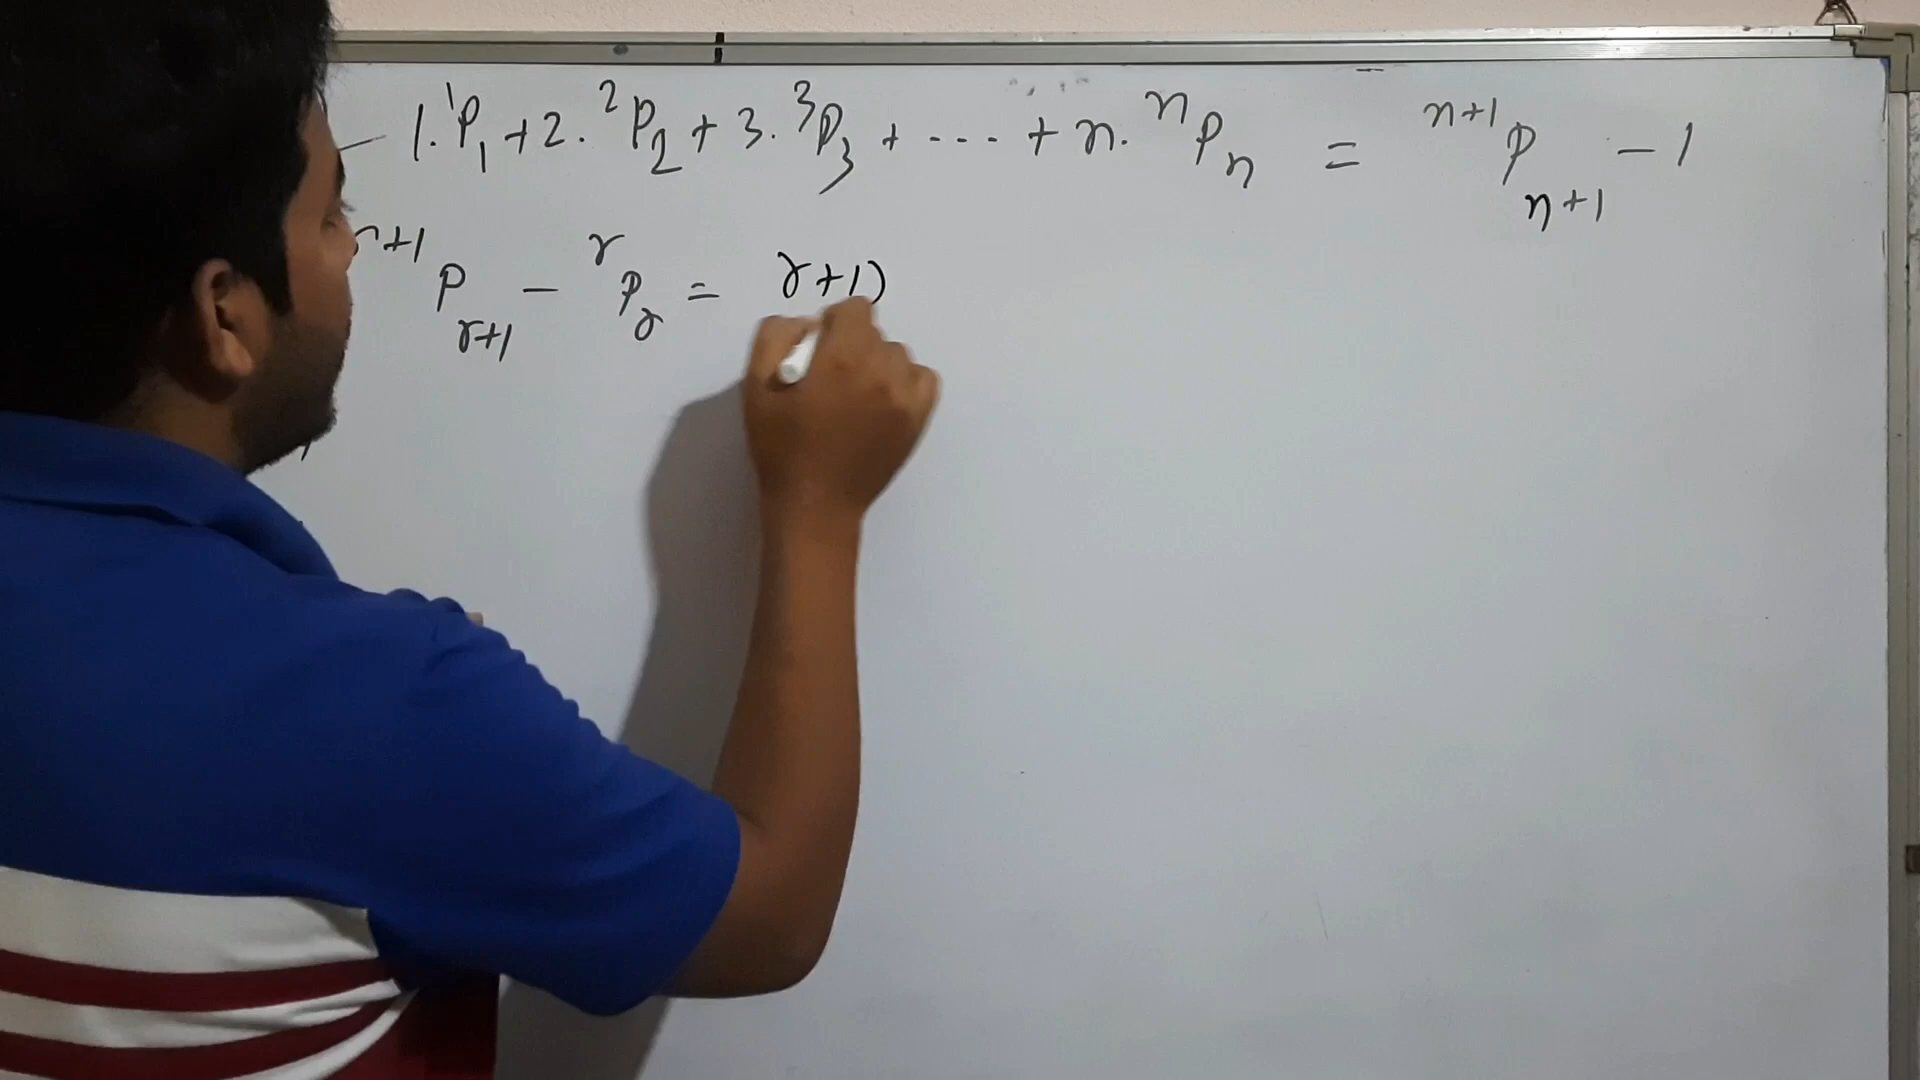 1. ¹P₁ + 2. ²P₂ + 3. ³P₃ + ---- + n. ⁿPₙ = ⁿ⁺¹Pₙ₊₁ - 1
ʳ⁺¹Pᵣ₊₁ - ʳPᵣ = r+1)